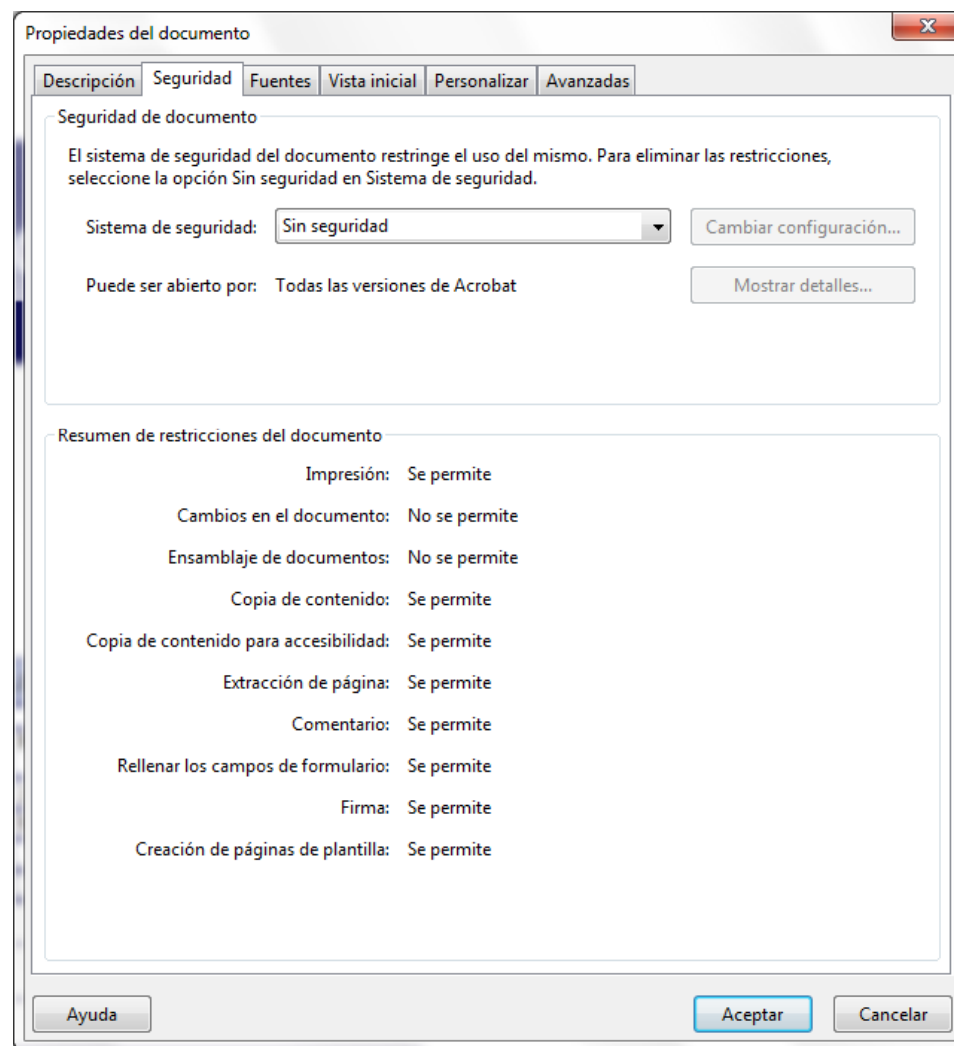 Propiedades del documento
Descripción Seguridad Fuentes Vista inicial Personalizar Avanzadas
Seguridad de documento
El sistema de seguridad del documento restringe el uso del mismo. Para eliminar las restricciones,
seleccione la opción Sin seguridad en Sistema de seguridad.
Sistema de seguridad: Sin seguridad Cambiar configuración...
Puede ser abierto por: Todas las versiones de Acrobat Mostrar detalles...
Resumen de restricciones del documento
Impresión: Se permite
Cambios en el documento: No se permite
Ensamblaje de documentos: No se permite
Copia de contenido: Se permite
Copia de contenido para accesibilidad: Se permite
Extracción de página: Se permite
Comentario: Se permite
Rellenar los campos de formulario: Se permite
Firma: Se permite
Creación de páginas de plantilla: Se permite
Ayuda Aceptar Cancelar